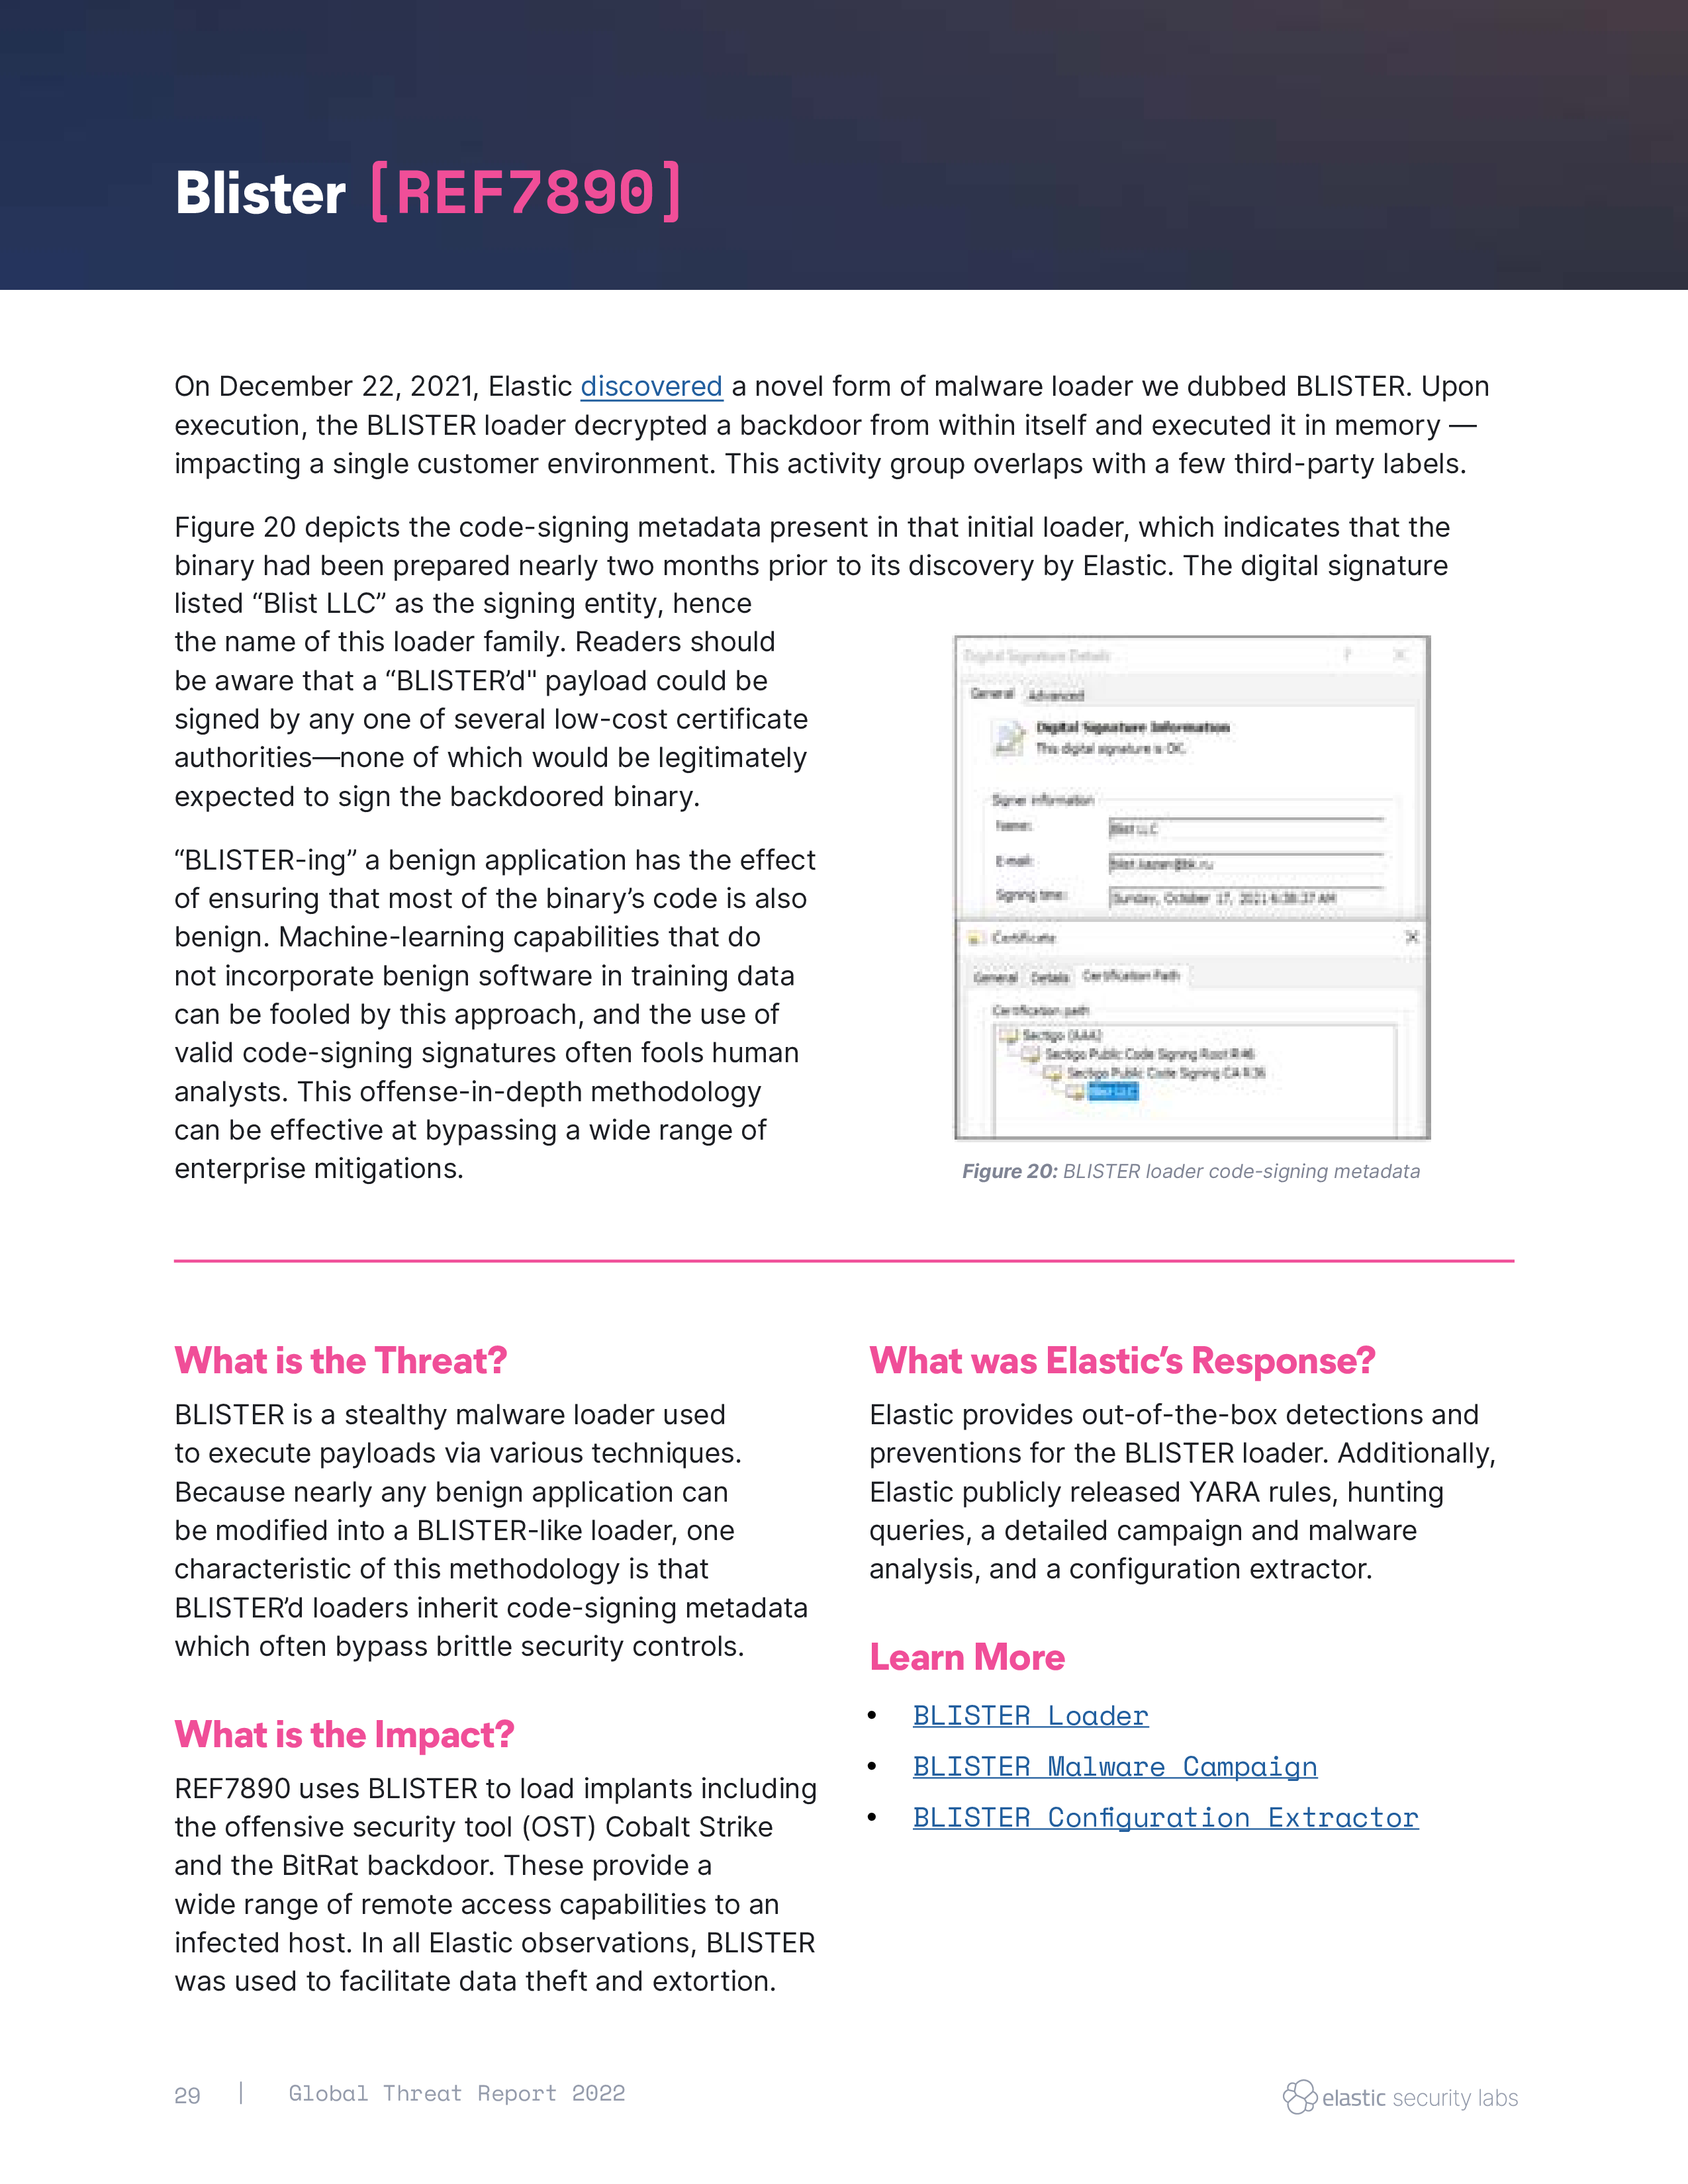 Blister [REF7890]
On December 22, 2021, Elastic discovered a novel form of malware loader we dubbed BLISTER. Upon
execution, the BLISTER loader decrypted a backdoor from within itself and executed it in memory —
impacting a single customer environment. This activity group overlaps with a few third-party labels.
Figure 20 depicts the code-signing metadata present in that initial loader, which indicates that the
binary had been prepared nearly two months prior to its discovery by Elastic. The digital signature
listed “Blist LLC” as the signing entity, hence
the name of this loader family. Readers should
be aware that a “BLISTER’d" payload could be
signed by any one of several low-cost certificate
authorities—none of which would be legitimately
expected to sign the backdoored binary.
“BLISTER-ing” a benign application has the effect
of ensuring that most of the binary’s code is also
benign. Machine-learning capabilities that do
not incorporate benign software in training data
can be fooled by this approach, and the use of
valid code-signing signatures often fools human
analysts. This offense-in-depth methodology
can be effective at bypassing a wide range of
enterprise mitigations.
Digital Signature Details ? X
General Advanced
Digital Signature Information
This digital signature is OK.
Signer information
Name: Blist LLC
E-mail: blist.kazan@bk.ru
Signing time: Sunday, October 17, 2021 6:38:37 AM
Certificate X
General Details Certification Path
Certification path
Sectigo (AAA)
Sectigo Public Code Signing Root R46
Sectigo Public Code Signing CA R36
Blist LLC
Figure 20: BLISTER loader code-signing metadata
What is the Threat?
BLISTER is a stealthy malware loader used
to execute payloads via various techniques.
Because nearly any benign application can
be modified into a BLISTER-like loader, one
characteristic of this methodology is that
BLISTER’d loaders inherit code-signing metadata
which often bypass brittle security controls.
What is the Impact?
REF7890 uses BLISTER to load implants including
the offensive security tool (OST) Cobalt Strike
and the BitRat backdoor. These provide a
wide range of remote access capabilities to an
infected host. In all Elastic observations, BLISTER
was used to facilitate data theft and extortion.
What was Elastic’s Response?
Elastic provides out-of-the-box detections and
preventions for the BLISTER loader. Additionally,
Elastic publicly released YARA rules, hunting
queries, a detailed campaign and malware
analysis, and a configuration extractor.
Learn More
• BLISTER Loader
• BLISTER Malware Campaign
• BLISTER Configuration Extractor
29 | Global Threat Report 2022
elastic security labs